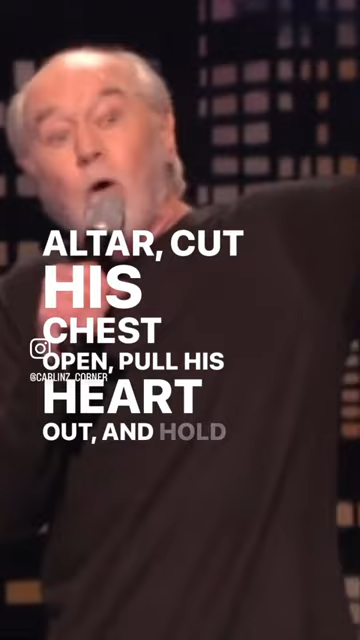 ALTAR, CUT
HIS
CHEST
OPEN, PULL HIS
@CARLINZ_CORNER
HEART
OUT, AND HOLD